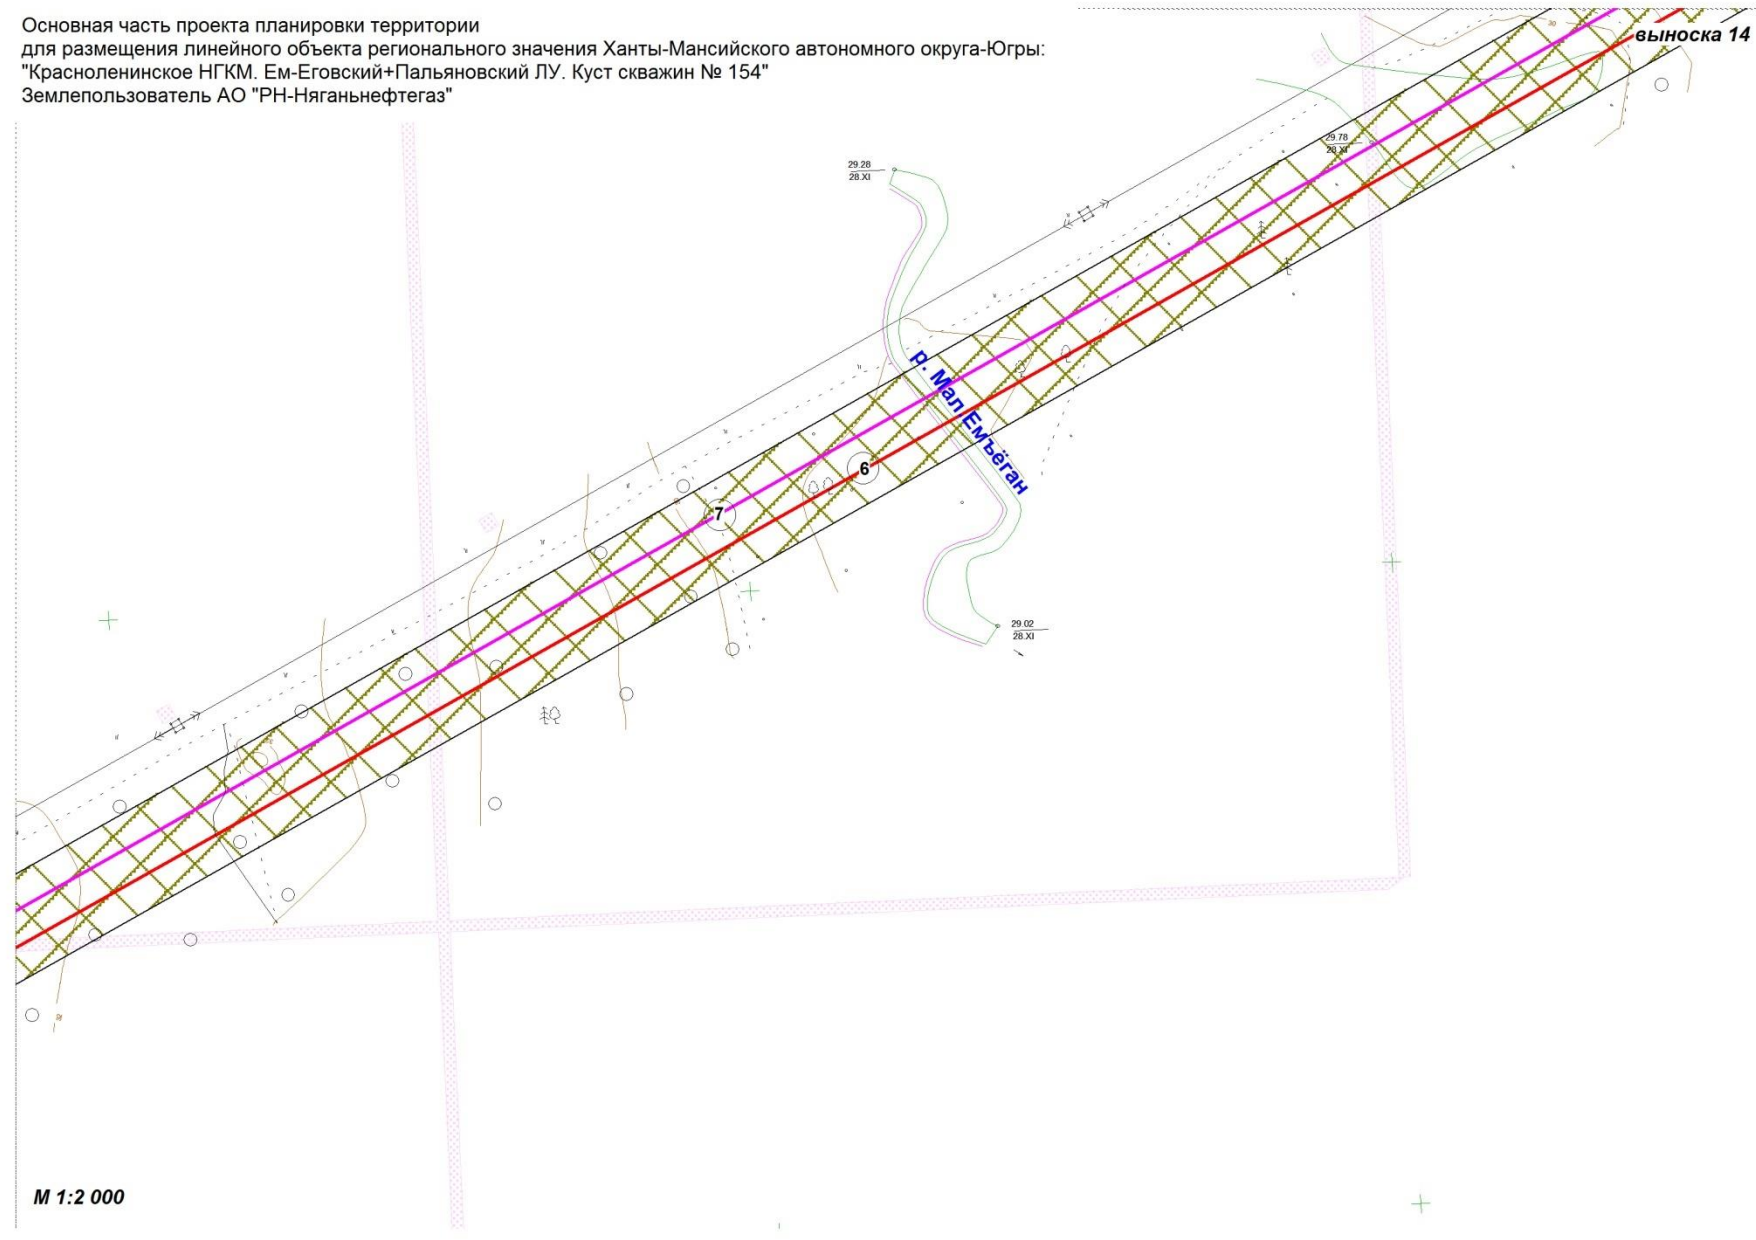 Основная часть проекта планировки территории
для размещения линейного объекта регионального значения Ханты-Мансийского автономного округа-Югры:
"Красноленинское НГКМ. Ем-Еговский+Пальяновский ЛУ. Куст скважин № 154"
Землепользователь АО "РН-Няганьнефтегаз"
выноска 14
30
29.78
28.XI
29.28
28.XI
р. Мал Емъёган
6
7
29.02
28.XI
М 1:2 000